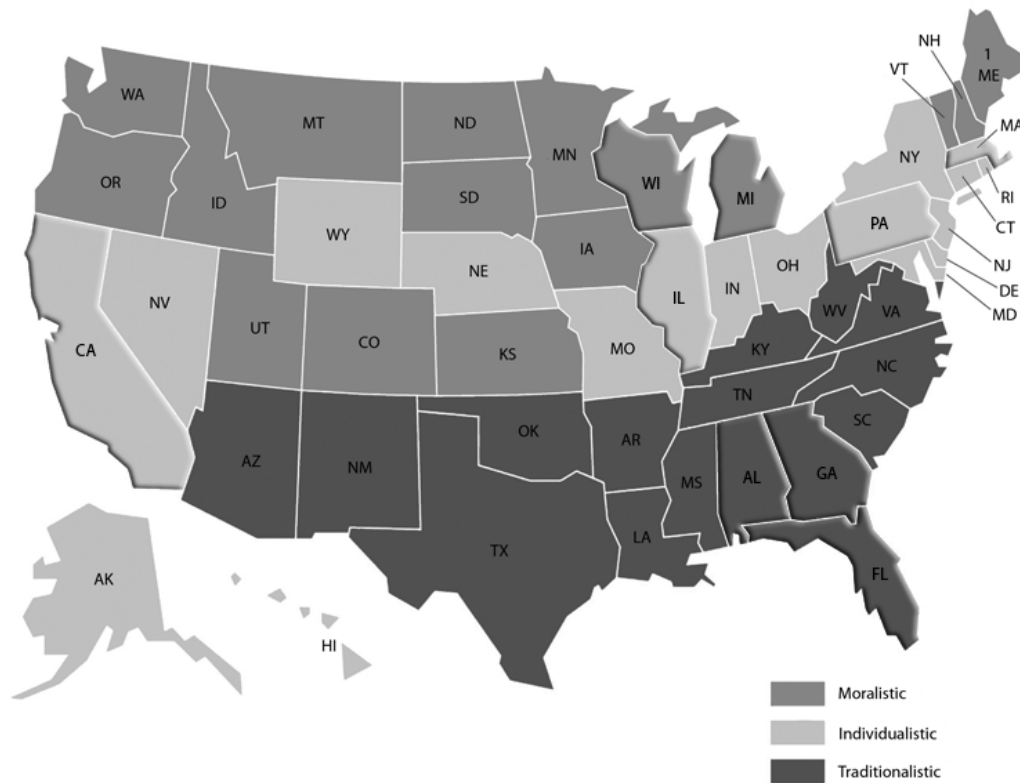 NH
VT
1
ME
WA
MT
ND
MN
MA
OR
ID
SD
WI
MI
NY
RI
CT
WY
IA
PA
NJ
NE
OH
DE
NV
IL
IN
MD
UT
CO
WV
VA
CA
KS
MO
KY
NC
TN
OK
AR
SC
AZ
NM
MS
AL
GA
LA
TX
FL
AK
HI
Moralistic
Individualistic
Traditionalistic